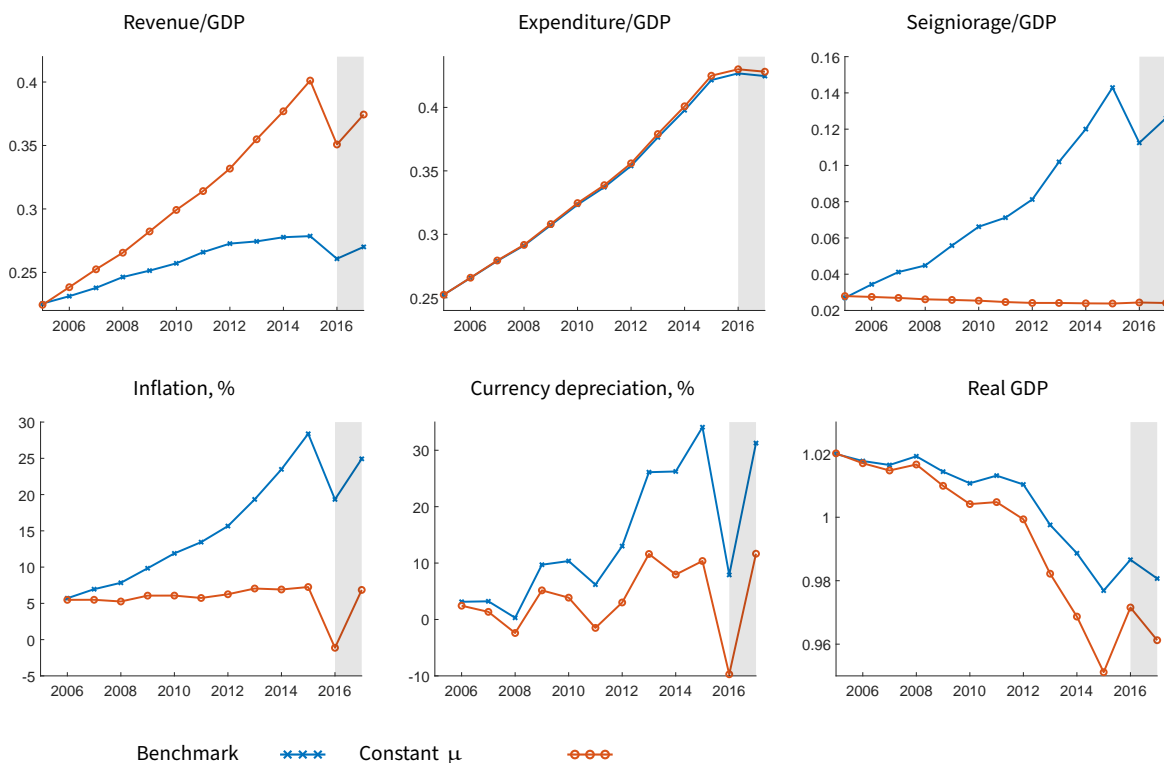 Revenue/GDP
Expenditure/GDP
Seigniorage/GDP
0.4
0.35
0.3
0.25
2006 2008 2010 2012 2014 2016
0.4
0.35
0.3
0.25
2006 2008 2010 2012 2014 2016
0.16
0.14
0.12
0.1
0.08
0.06
0.04
0.02
2006 2008 2010 2012 2014 2016
Inflation, %
Currency depreciation, %
Real GDP
30
25
20
15
10
5
0
-5
2006 2008 2010 2012 2014 2016
30
20
10
0
-10
2006 2008 2010 2012 2014 2016
1.02
1
0.98
0.96
2006 2008 2010 2012 2014 2016
Benchmark Constant μ